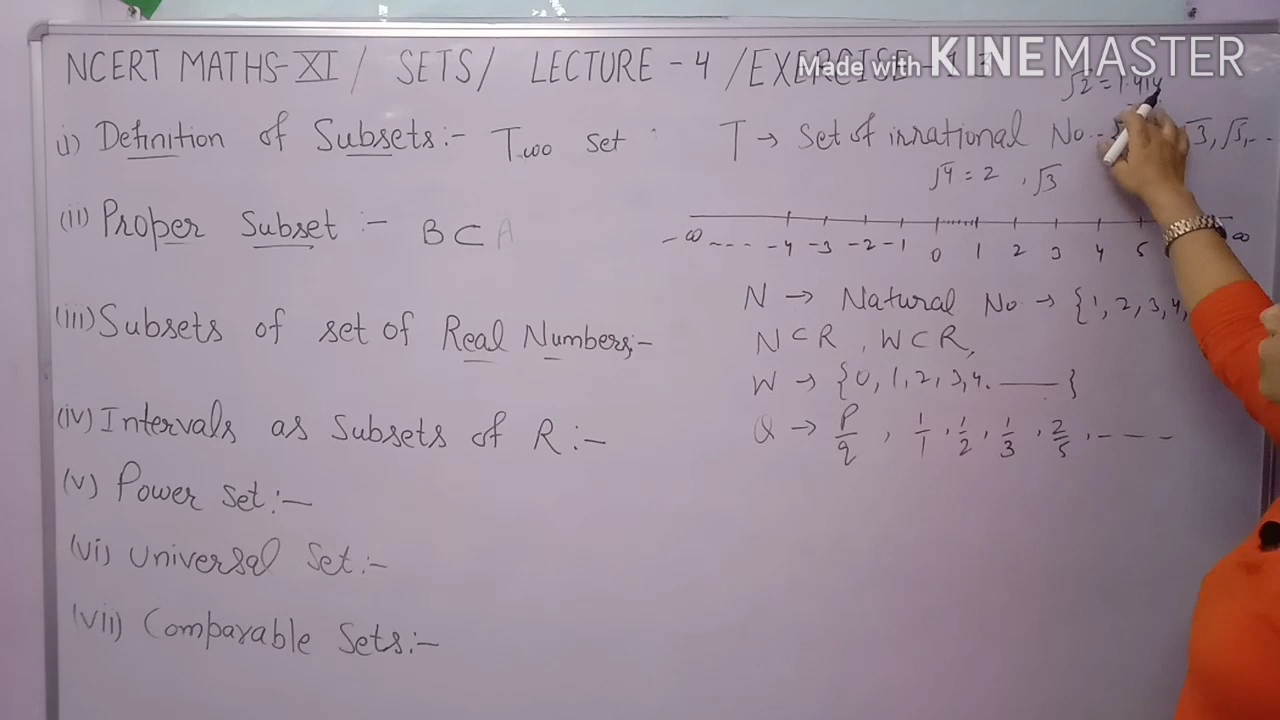 NCERT MATHS-XI / SETS / LECTURE - 4 / EXERCISE - 1.3
Made with KINEMASTER
√2 = 1.414
(i) Definition of Subsets :- Two set
T → Set of irrational No - { √3, √5, - -
√4 = 2 , √3
(ii) Proper Subset :- B ⊂ A
- ∞ - - - -4 -3 -2 -1 0 1 2 3 4 5 ∞
N → Natural No → {1, 2, 3, 4,
(iii) Subsets of set of Real Numbers:-
N ⊂ R , W ⊂ R,
W → {0, 1, 2, 3, 4. ——— }
(iv) Intervals as Subsets of R :-
Q → p/q , 1/1 , 1/2 , 1/3 , 2/5 , - - -
(v) Power set :-
(vi) Universal Set :-
(vii) Comparable Sets :-